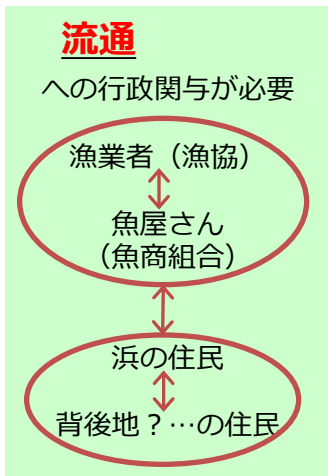 流通
への行政関与が必要
漁業者（漁協）
魚屋さん
（魚商組合）
浜の住民
背後地？…の住民